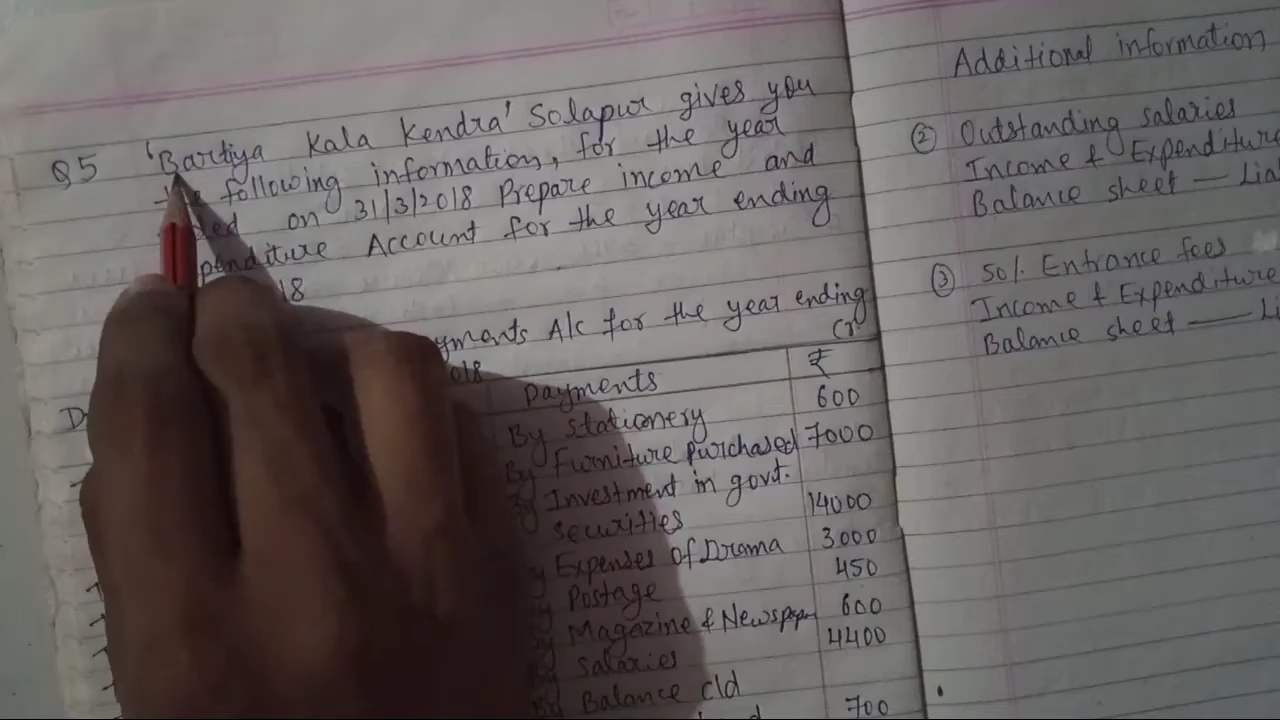 Q5 'Bartiya Kala Kendra' Solapur gives you
following information, for the year
on 31/3/2018 Prepare income and
Account for the year ending
18
A/c for the year ending
Cr
Payments ₹
By Stationery 600
By Furniture purchased 7000
Investment in govt.
securities 14000
Expenses of Drama 3000
Postage 450
Magazine & Newspaper 600
Salaries 4400
Balance c/d
700
Additional information
② Outstanding salaries
Income & Expenditure
Balance sheet —
③ 50% Entrance fees
Income & Expenditure
Balance sheet —